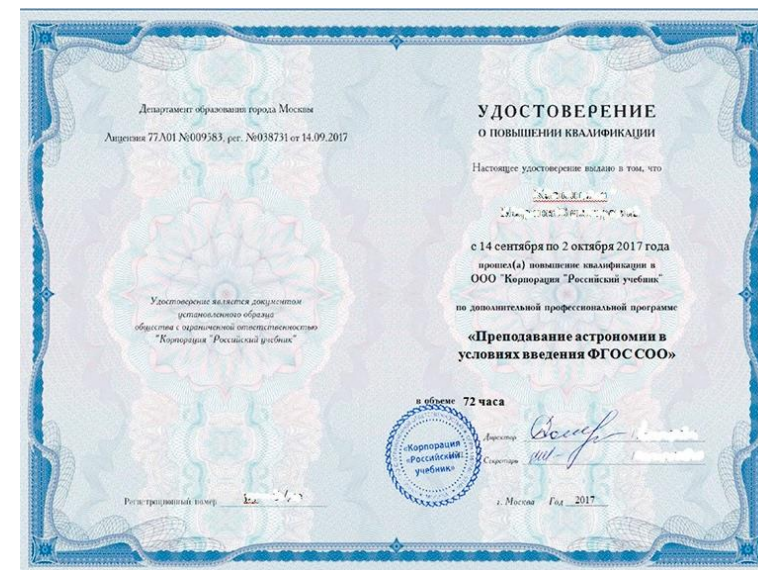 Департамент образования города Москвы
Лицензия 77Л01 №009583, рег. №038731 от 14.09.2017
Удостоверение является документом
установленного образца
общества с ограниченной ответственностью
"Корпорация "Российский учебник"
Регистрационный номер
УДОСТОВЕРЕНИЕ
О ПОВЫШЕНИИ КВАЛИФИКАЦИИ
Настоящее удостоверение выдано в том, что
с 14 сентября по 2 октября 2017 года
прошел(а) повышение квалификации в
ООО "Корпорация "Российский учебник"
по дополнительной профессиональной программе
«Преподавание астрономии в
условиях введения ФГОС СОО»
в объеме 72 часа
«Корпорация
«Российский
учебник»
Директор
Секретарь
г. Москва Год 2017